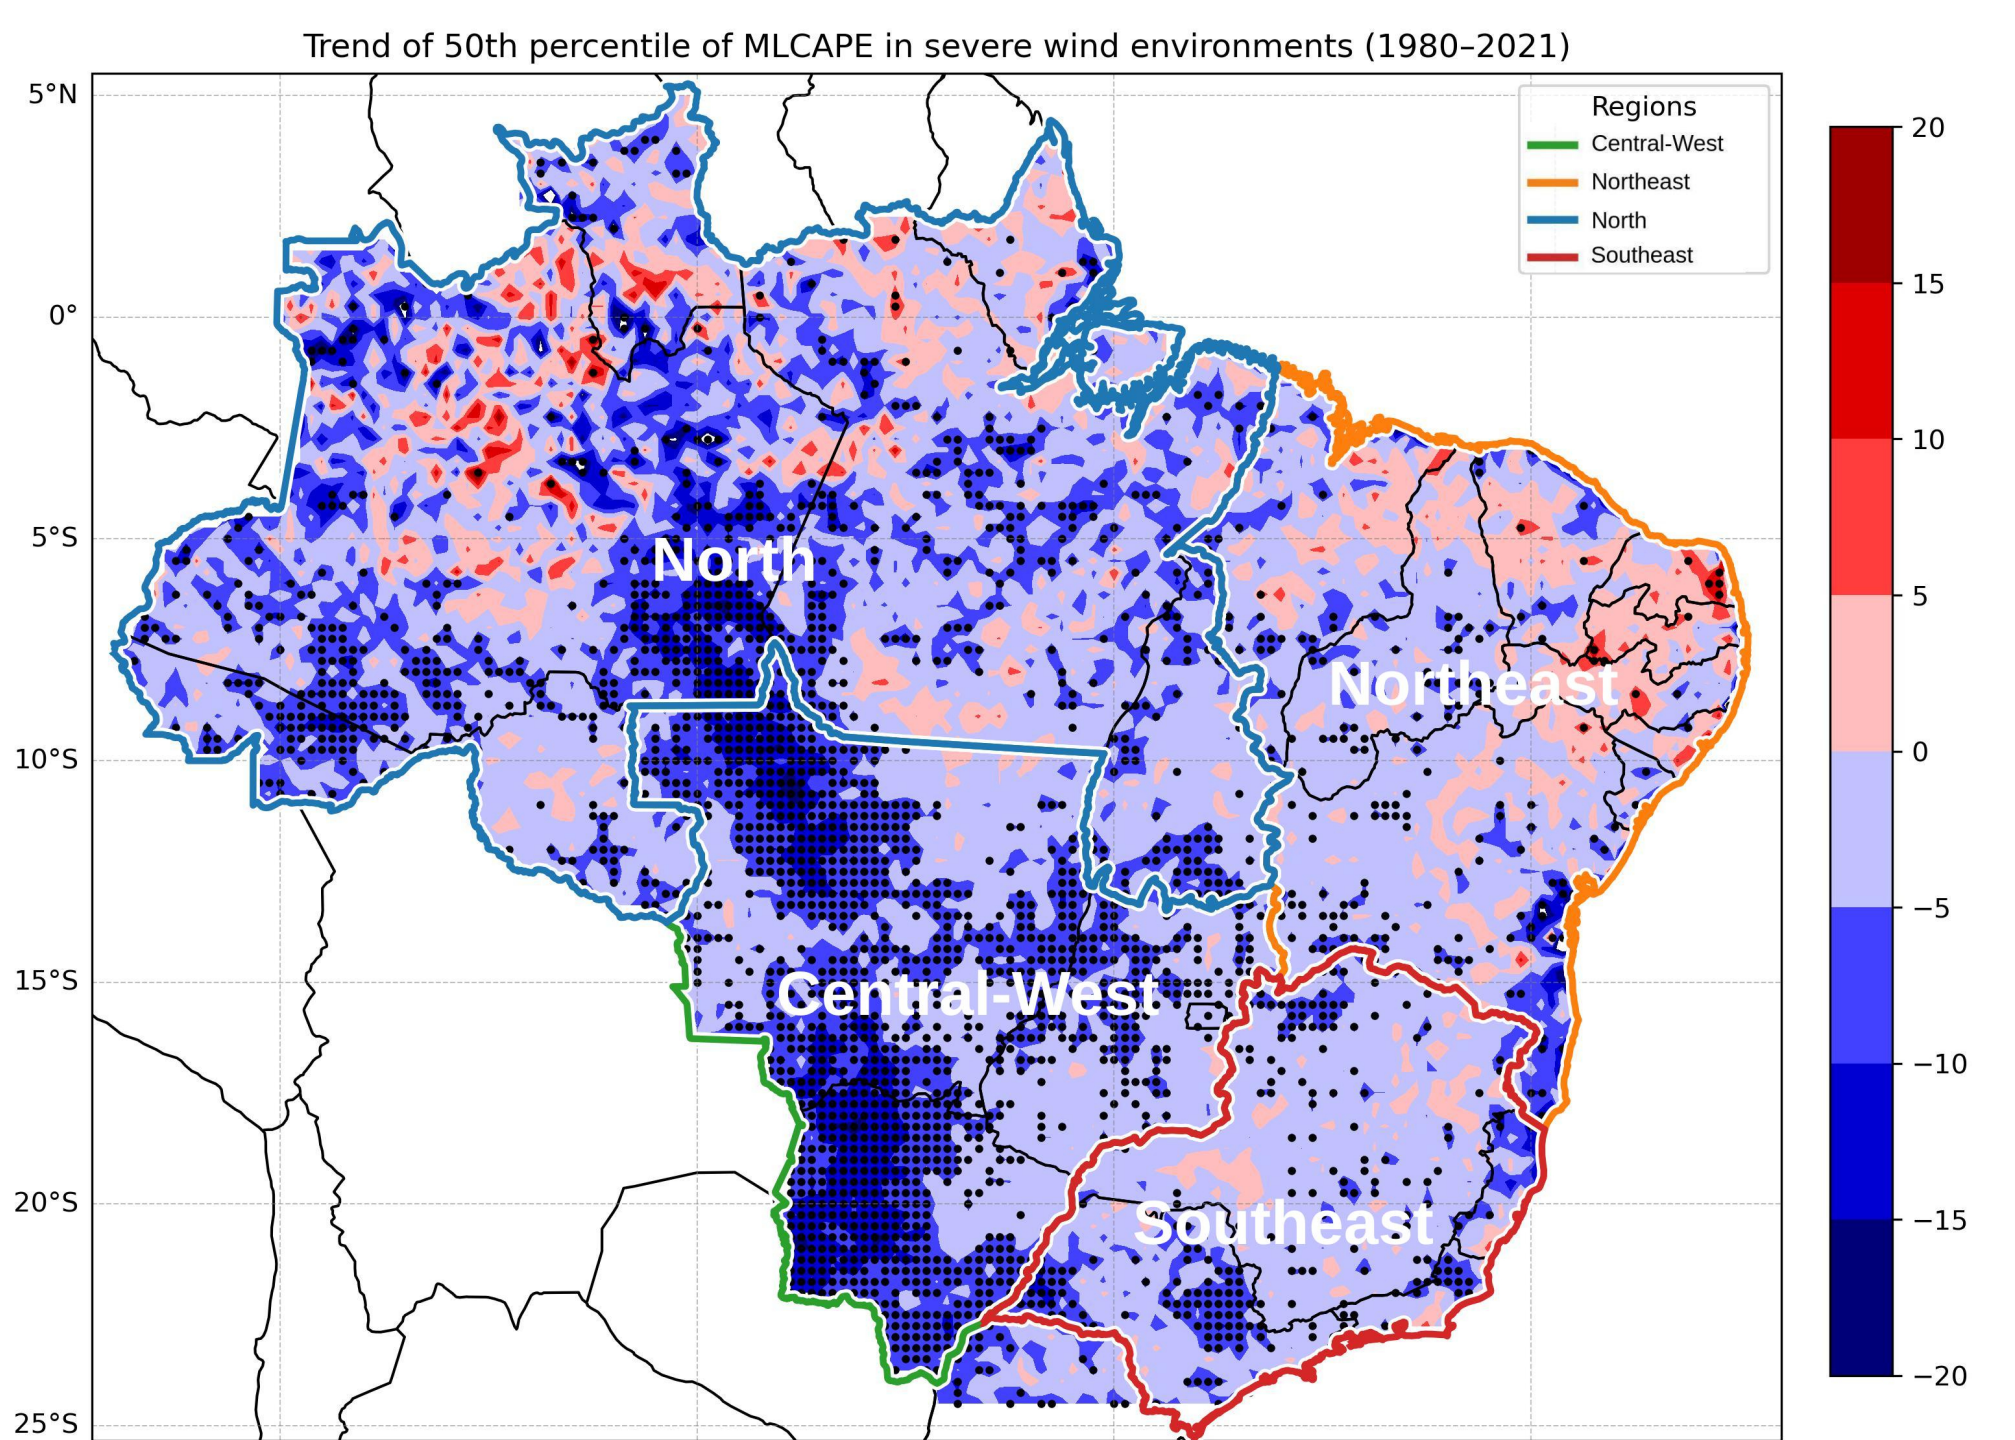 Trend of 50th percentile of MLCAPE in severe wind environments (1980–2021)
5°N
0°
5°S
10°S
15°S
20°S
25°S
Regions
Central-West
Northeast
North
Southeast
North
Northeast
Central-West
Southeast
20
15
10
5
0
−5
−10
−15
−20